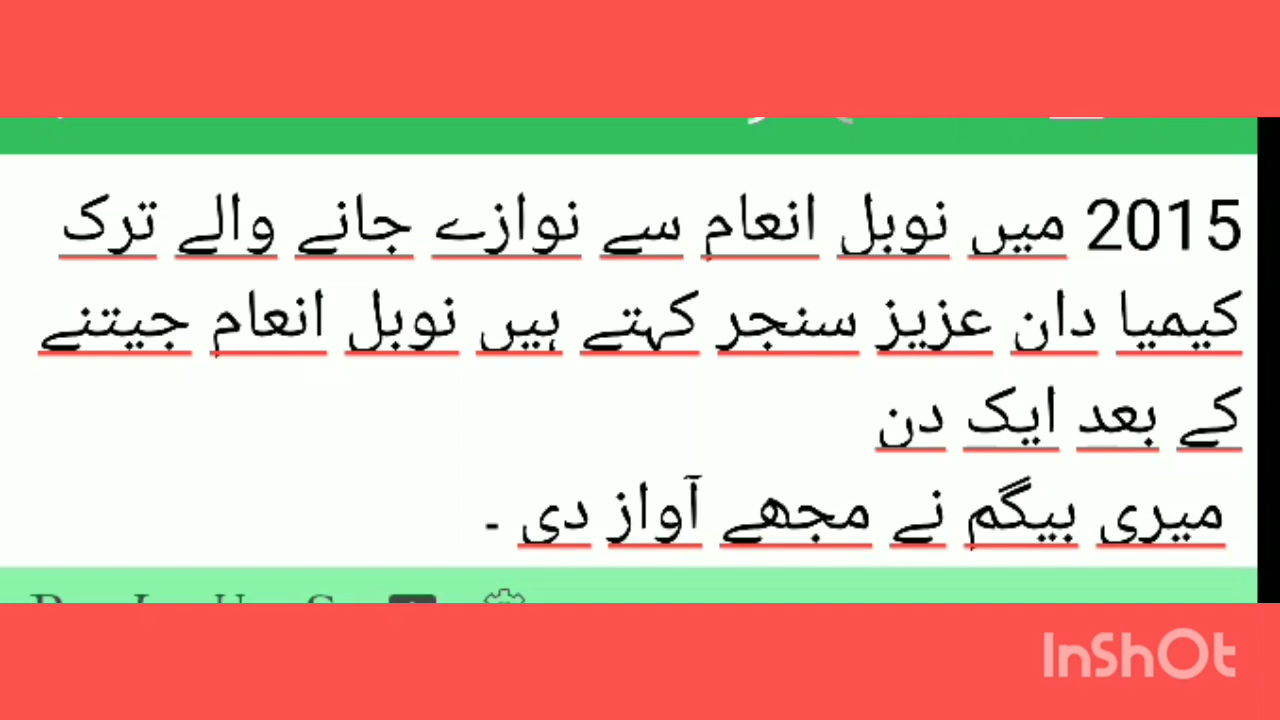 2015 میں نوبل انعام سے نوازے جانے والے ترک
کیمیا دان عزیز سنجر کہتے ہیں نوبل انعام جیتنے
کے بعد ایک دن
میری بیگم نے مجھے آواز دی ۔
InShOt